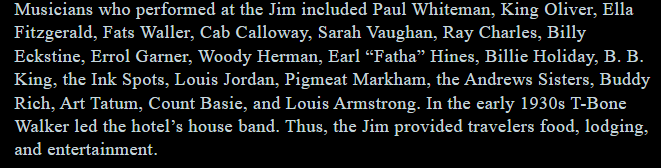 Musicians who performed at the Jim included Paul Whiteman, King Oliver, Ella
Fitzgerald, Fats Waller, Cab Calloway, Sarah Vaughan, Ray Charles, Billy
Eckstine, Errol Garner, Woody Herman, Earl “Fatha” Hines, Billie Holiday, B. B.
King, the Ink Spots, Louis Jordan, Pigmeat Markham, the Andrews Sisters, Buddy
Rich, Art Tatum, Count Basie, and Louis Armstrong. In the early 1930s T-Bone
Walker led the hotel’s house band. Thus, the Jim provided travelers food, lodging,
and entertainment.